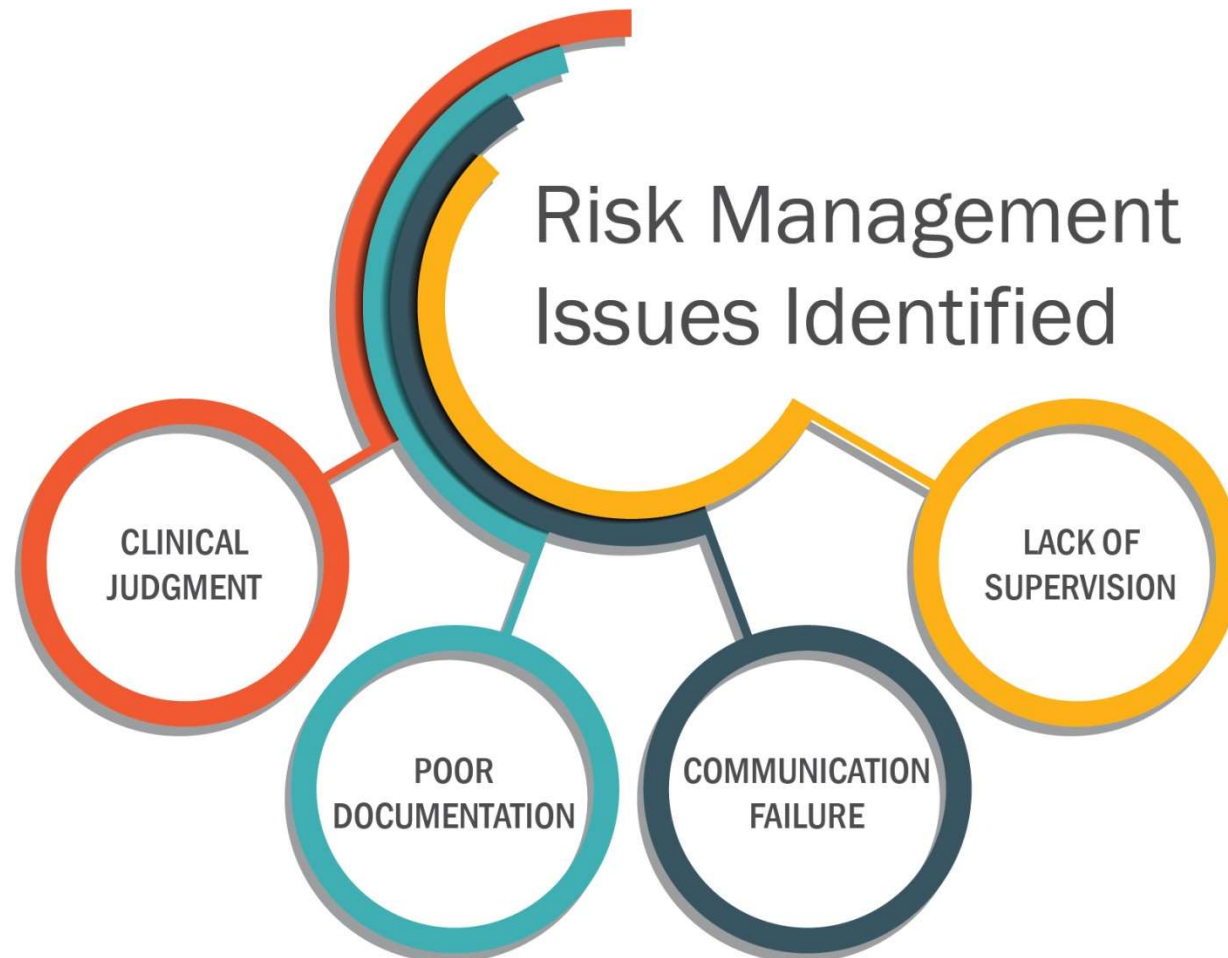 Risk Management
Issues Identified
CLINICAL
JUDGMENT
POOR
DOCUMENTATION
COMMUNICATION
FAILURE
LACK OF
SUPERVISION